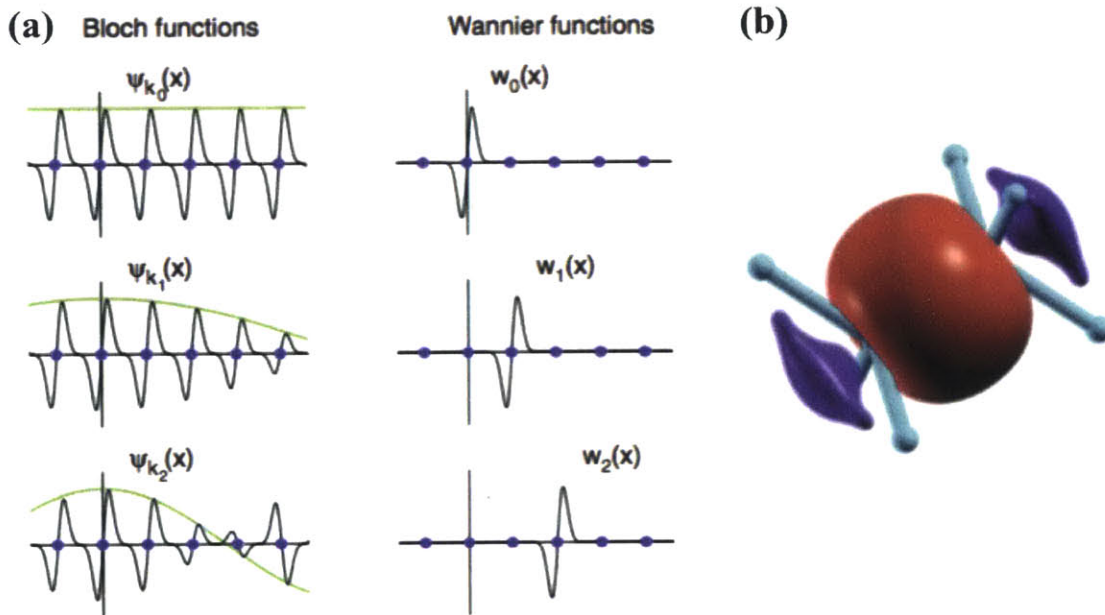 (a) Bloch functions Wannier functions (b)
ψk0(x) w0(x)
ψk1(x) w1(x)
ψk2(x) w2(x)